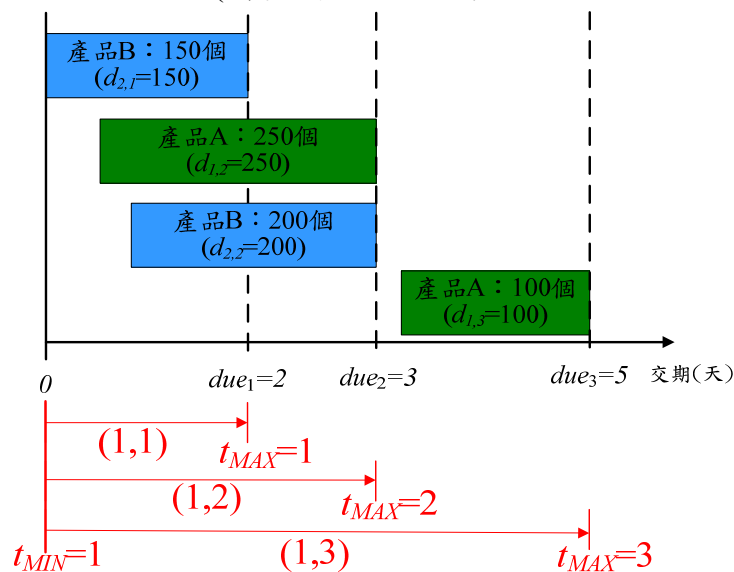 產品B：150個
(d2,1=150)
產品A：250個
(d1,2=250)
產品B：200個
(d2,2=200)
產品A：100個
(d1,3=100)
0
due1=2
due2=3
due3=5
交期(天)
(1,1)
tMAX=1
(1,2)
tMAX=2
tMIN=1
(1,3)
tMAX=3